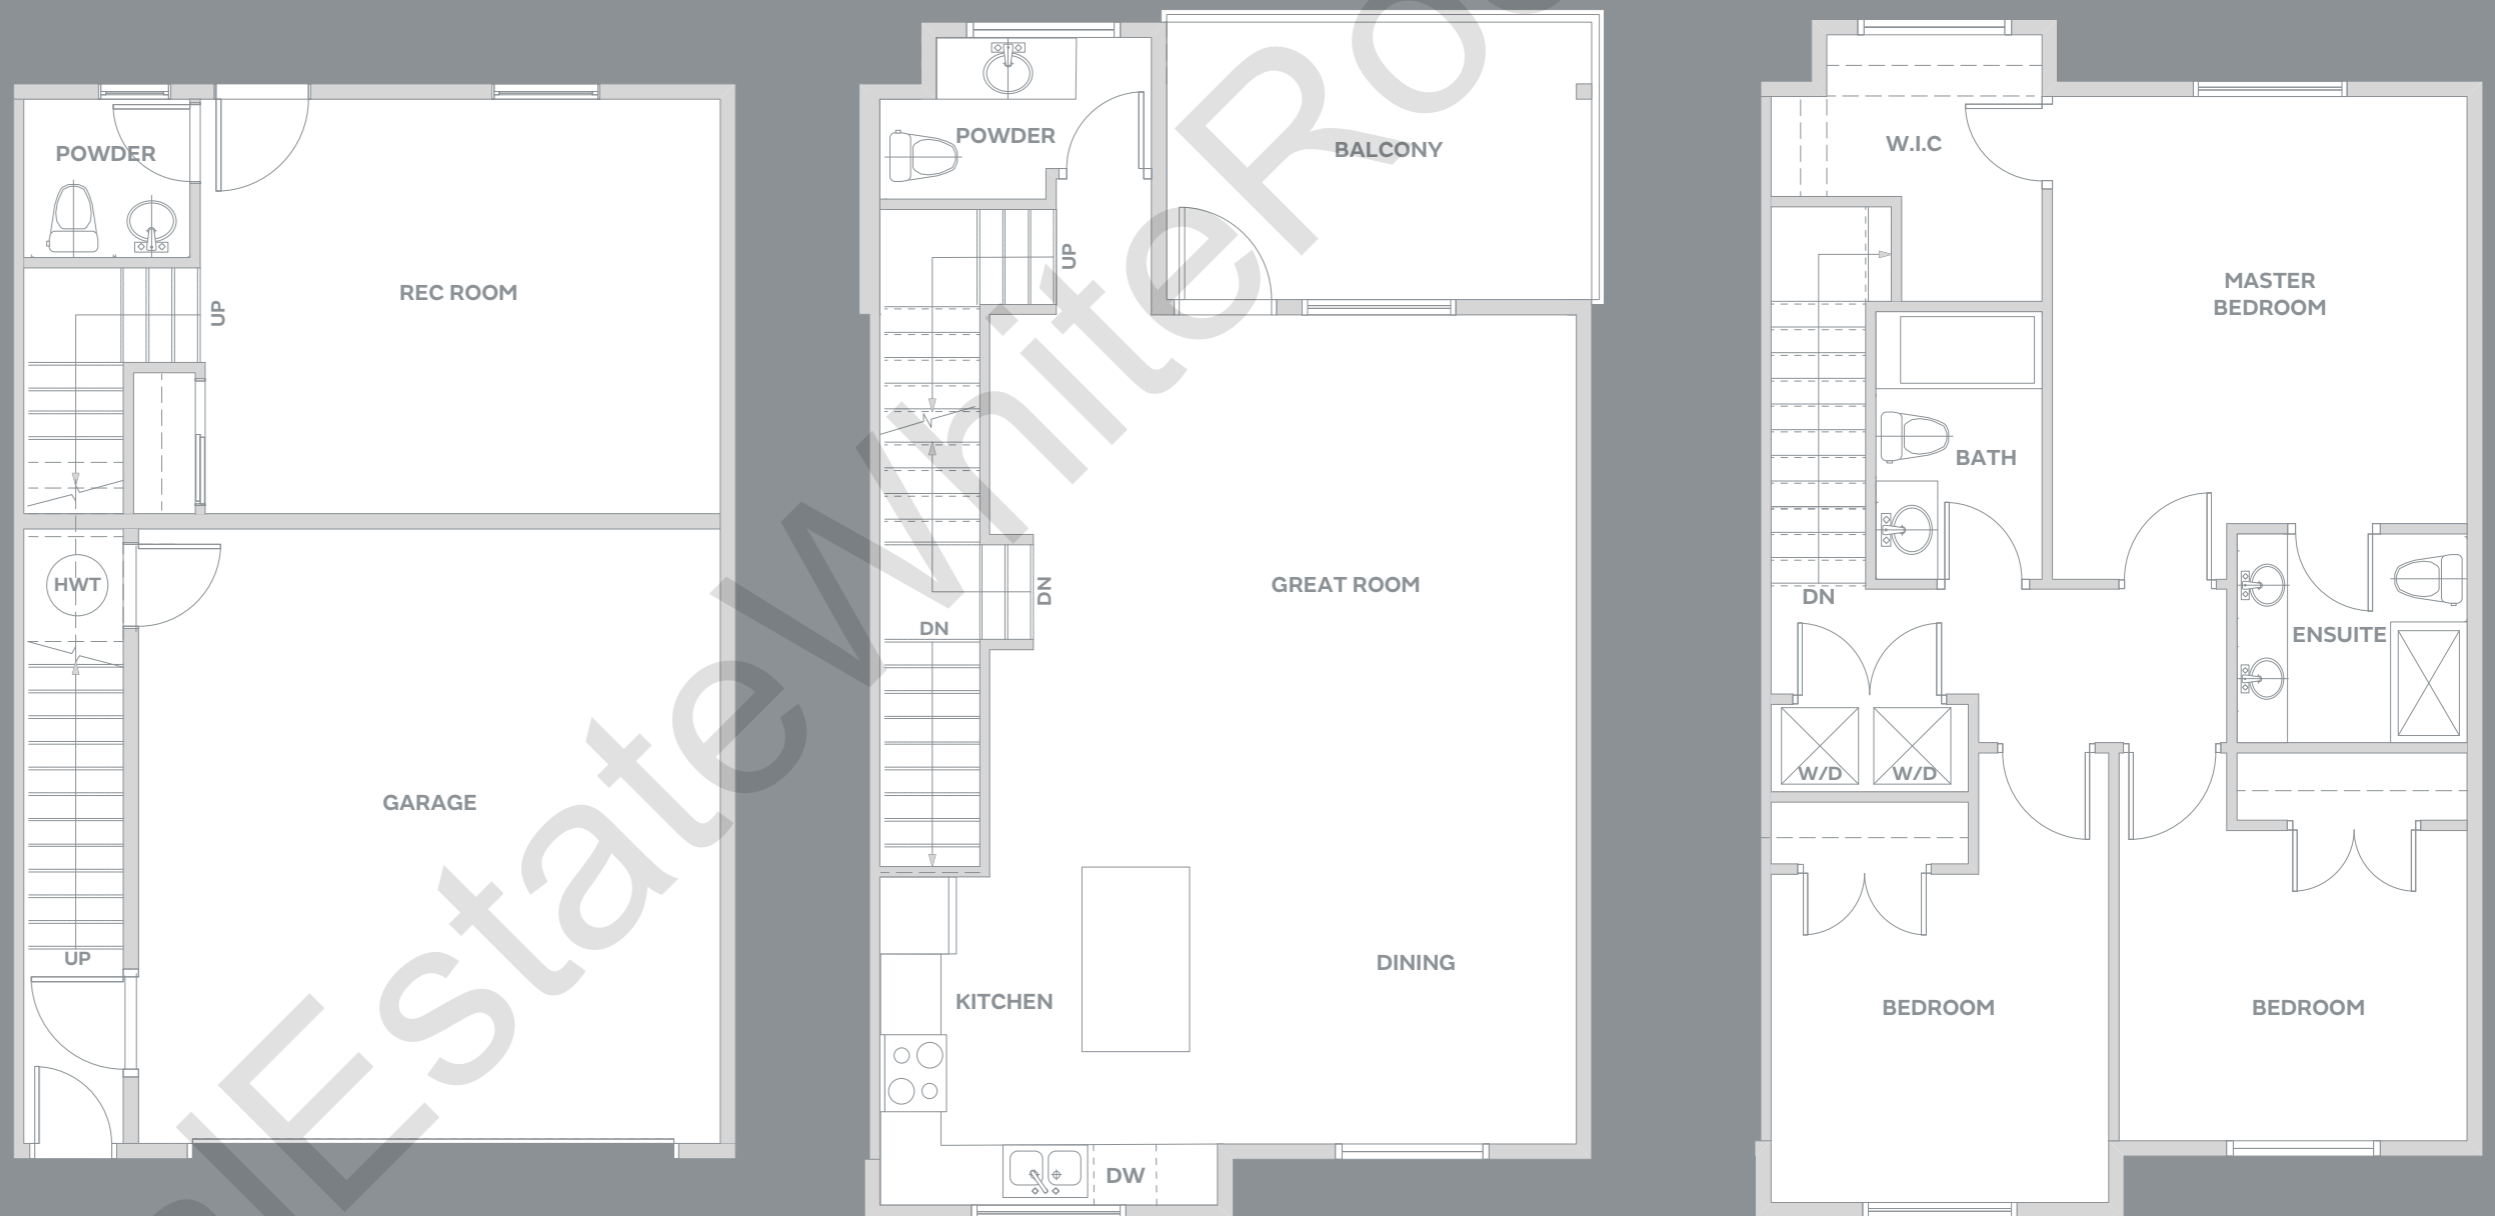 POWDER
REC ROOM
UP
HWT
GARAGE
UP
POWDER
BALCONY
UP
GREAT ROOM
DN
DN
DINING
KITCHEN
DW
W.I.C
MASTER
BEDROOM
BATH
DN
ENSUITE
W/D
W/D
BEDROOM
BEDROOM